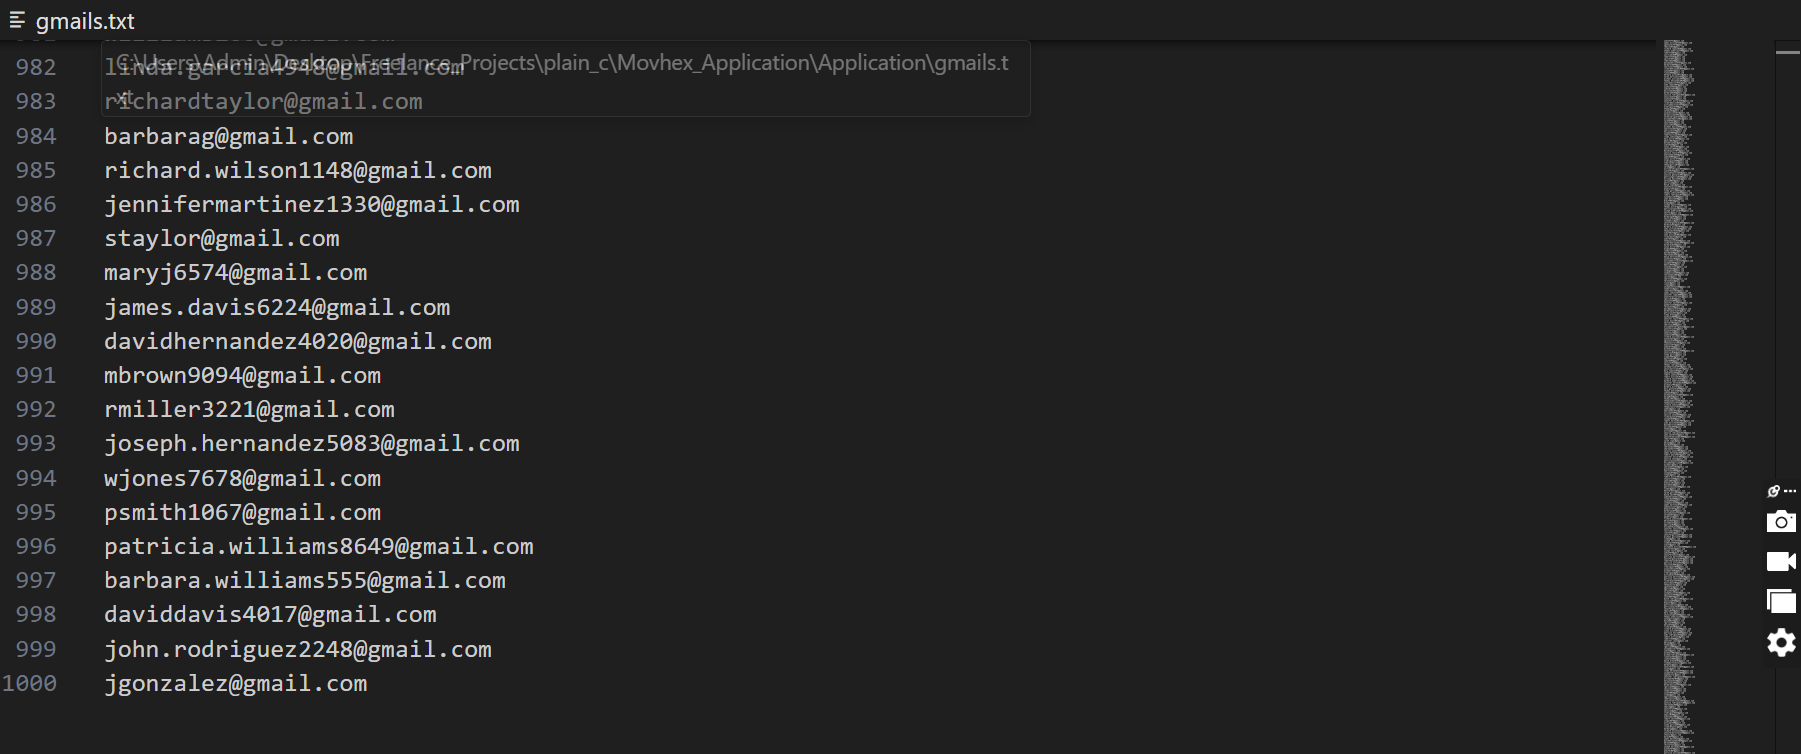 gmails.txt
C:\Users\Admin\Desktop\Freelance_Projects\plain_c\Movhex_Application\Application\gmails.t
xt
982 linda.garcia4948@gmail.com
983 richardtaylor@gmail.com
984 barbarag@gmail.com
985 richard.wilson1148@gmail.com
986 jennifermartinez1330@gmail.com
987 staylor@gmail.com
988 maryj6574@gmail.com
989 james.davis6224@gmail.com
990 davidhernandez4020@gmail.com
991 mbrown9094@gmail.com
992 rmiller3221@gmail.com
993 joseph.hernandez5083@gmail.com
994 wjones7678@gmail.com
995 psmith1067@gmail.com
996 patricia.williams8649@gmail.com
997 barbara.williams555@gmail.com
998 daviddavis4017@gmail.com
999 john.rodriguez2248@gmail.com
1000 jgonzalez@gmail.com